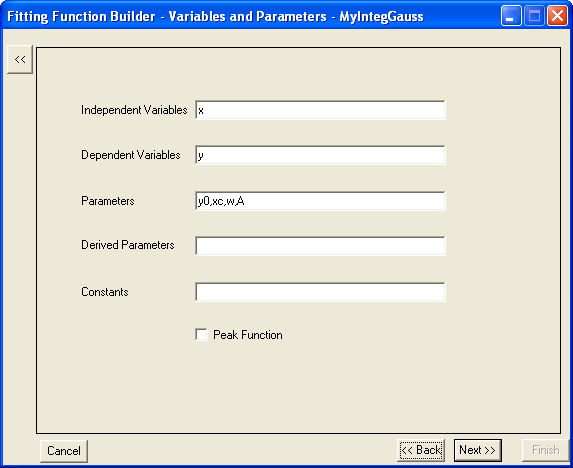 Fitting Function Builder - Variables and Parameters - MyIntegGauss
<<
Independent Variables x
Dependent Variables y
Parameters y0,xc,w,A
Derived Parameters
Constants
Peak Function
Cancel << Back Next >> Finish